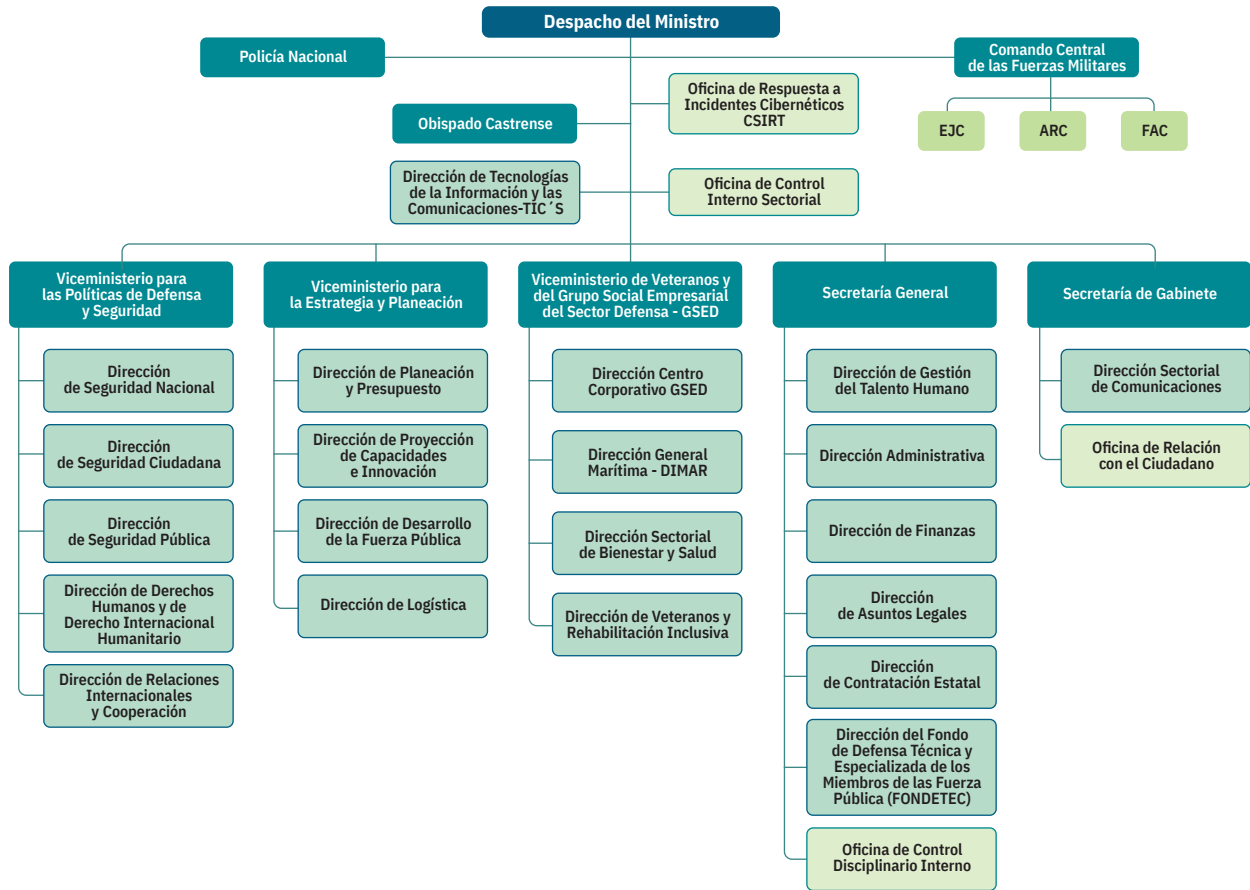 Despacho del Ministro
Policía Nacional
Comando Central
de las Fuerzas Militares
Oficina de Respuesta a
Incidentes Cibernéticos
CSIRT
Obispado Castrense
EJC
ARC
FAC
Dirección de Tecnologías
de la Información y las
Comunicaciones-TIC´S
Oficina de Control
Interno Sectorial
Viceministerio para
las Políticas de Defensa
y Seguridad
Dirección
de Seguridad Nacional
Dirección
de Seguridad Ciudadana
Dirección
de Seguridad Pública
Dirección de Derechos
Humanos y de
Derecho Internacional
Humanitario
Dirección de Relaciones
Internacionales
y Cooperación
Viceministerio para
la Estrategia y Planeación
Dirección de Planeación
y Presupuesto
Dirección de Proyección
de Capacidades
e Innovación
Dirección de Desarrollo
de la Fuerza Pública
Dirección de Logística
Viceministerio de Veteranos y
del Grupo Social Empresarial
del Sector Defensa - GSED
Dirección Centro
Corporativo GSED
Dirección General
Marítima - DIMAR
Dirección Sectorial
de Bienestar y Salud
Dirección de Veteranos y
Rehabilitación Inclusiva
Secretaría General
Dirección de Gestión
del Talento Humano
Dirección Administrativa
Dirección de Finanzas
Dirección
de Asuntos Legales
Dirección
de Contratación Estatal
Dirección del Fondo
de Defensa Técnica y
Especializada de los
Miembros de las Fuerza
Pública (FONDETEC)
Oficina de Control
Disciplinario Interno
Secretaría de Gabinete
Dirección Sectorial
de Comunicaciones
Oficina de Relación
con el Ciudadano